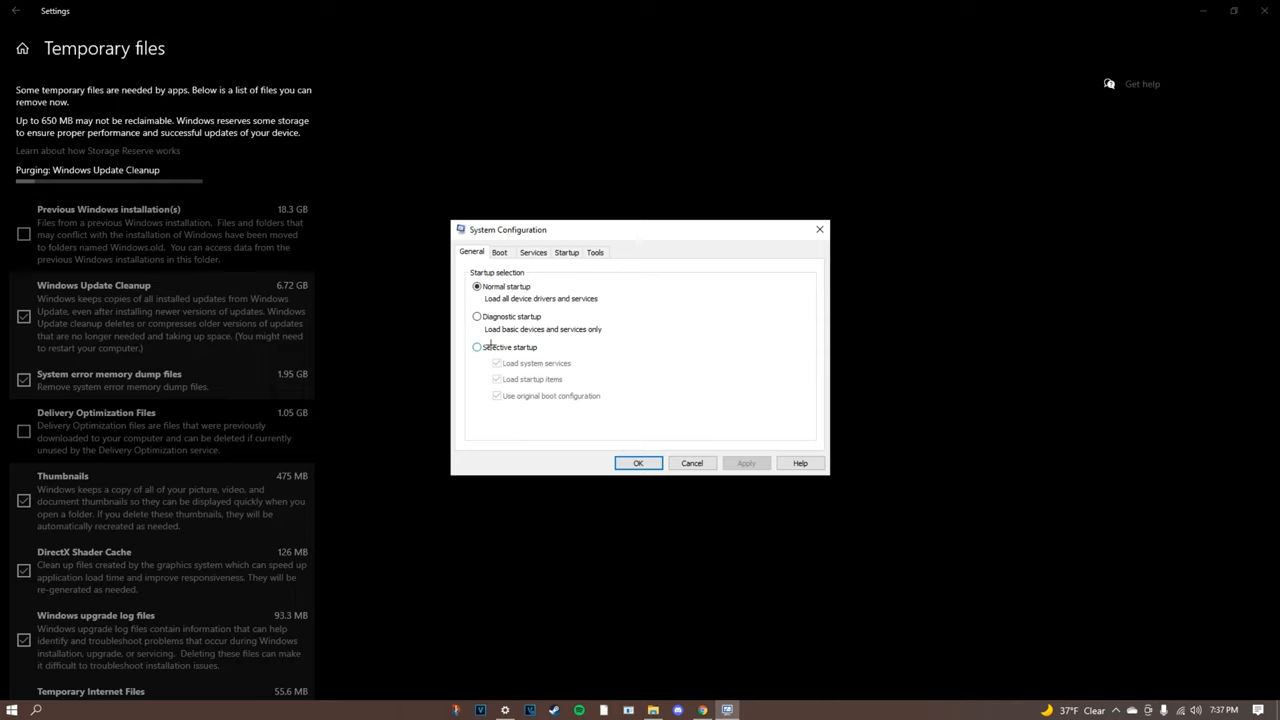 Settings
Temporary files
Some temporary files are needed by apps. Below is a list of files you can
remove now.
Up to 650 MB may not be reclaimable. Windows reserves some storage
to ensure proper performance and successful updates of your device.
Learn about how Storage Reserve works
Purging: Windows Update Cleanup
Get help
Previous Windows installation(s) 18.3 GB
Files from a previous Windows installation. Files and folders that
may conflict with the installation of Windows have been moved
to folders named Windows.old. You can access data from the
previous Windows installations in this folder.
Windows Update Cleanup 6.72 GB
Windows keeps copies of all installed updates from Windows
Update, even after installing newer versions of updates. Windows
Update cleanup deletes or compresses older versions of updates
that are no longer needed and taking up space. (You might need
to restart your computer.)
System error memory dump files 1.95 GB
Remove system error memory dump files.
Delivery Optimization Files 1.05 GB
Delivery Optimization files are files that were previously
downloaded to your computer and can be deleted if currently
unused by the Delivery Optimization service.
Thumbnails 475 MB
Windows keeps a copy of all of your picture, video, and
document thumbnails so they can be displayed quickly when you
open a folder. If you delete these thumbnails, they will be
automatically recreated as needed.
DirectX Shader Cache 126 MB
Clean up files created by the graphics system which can speed up
application load time and improve responsiveness. They will be
re-generated as needed.
Windows upgrade log files 93.3 MB
Windows upgrade log files contain information that can help
identify and troubleshoot problems that occur during Windows
installation, upgrade, or servicing. Deleting these files can make
it difficult to troubleshoot installation issues.
Temporary Internet Files 55.6 MB
System Configuration
General Boot Services Startup Tools
Startup selection
Normal startup
Load all device drivers and services
Diagnostic startup
Load basic devices and services only
Selective startup
Load system services
Load startup items
Use original boot configuration
OK Cancel Apply Help
37°F Clear 7:37 PM